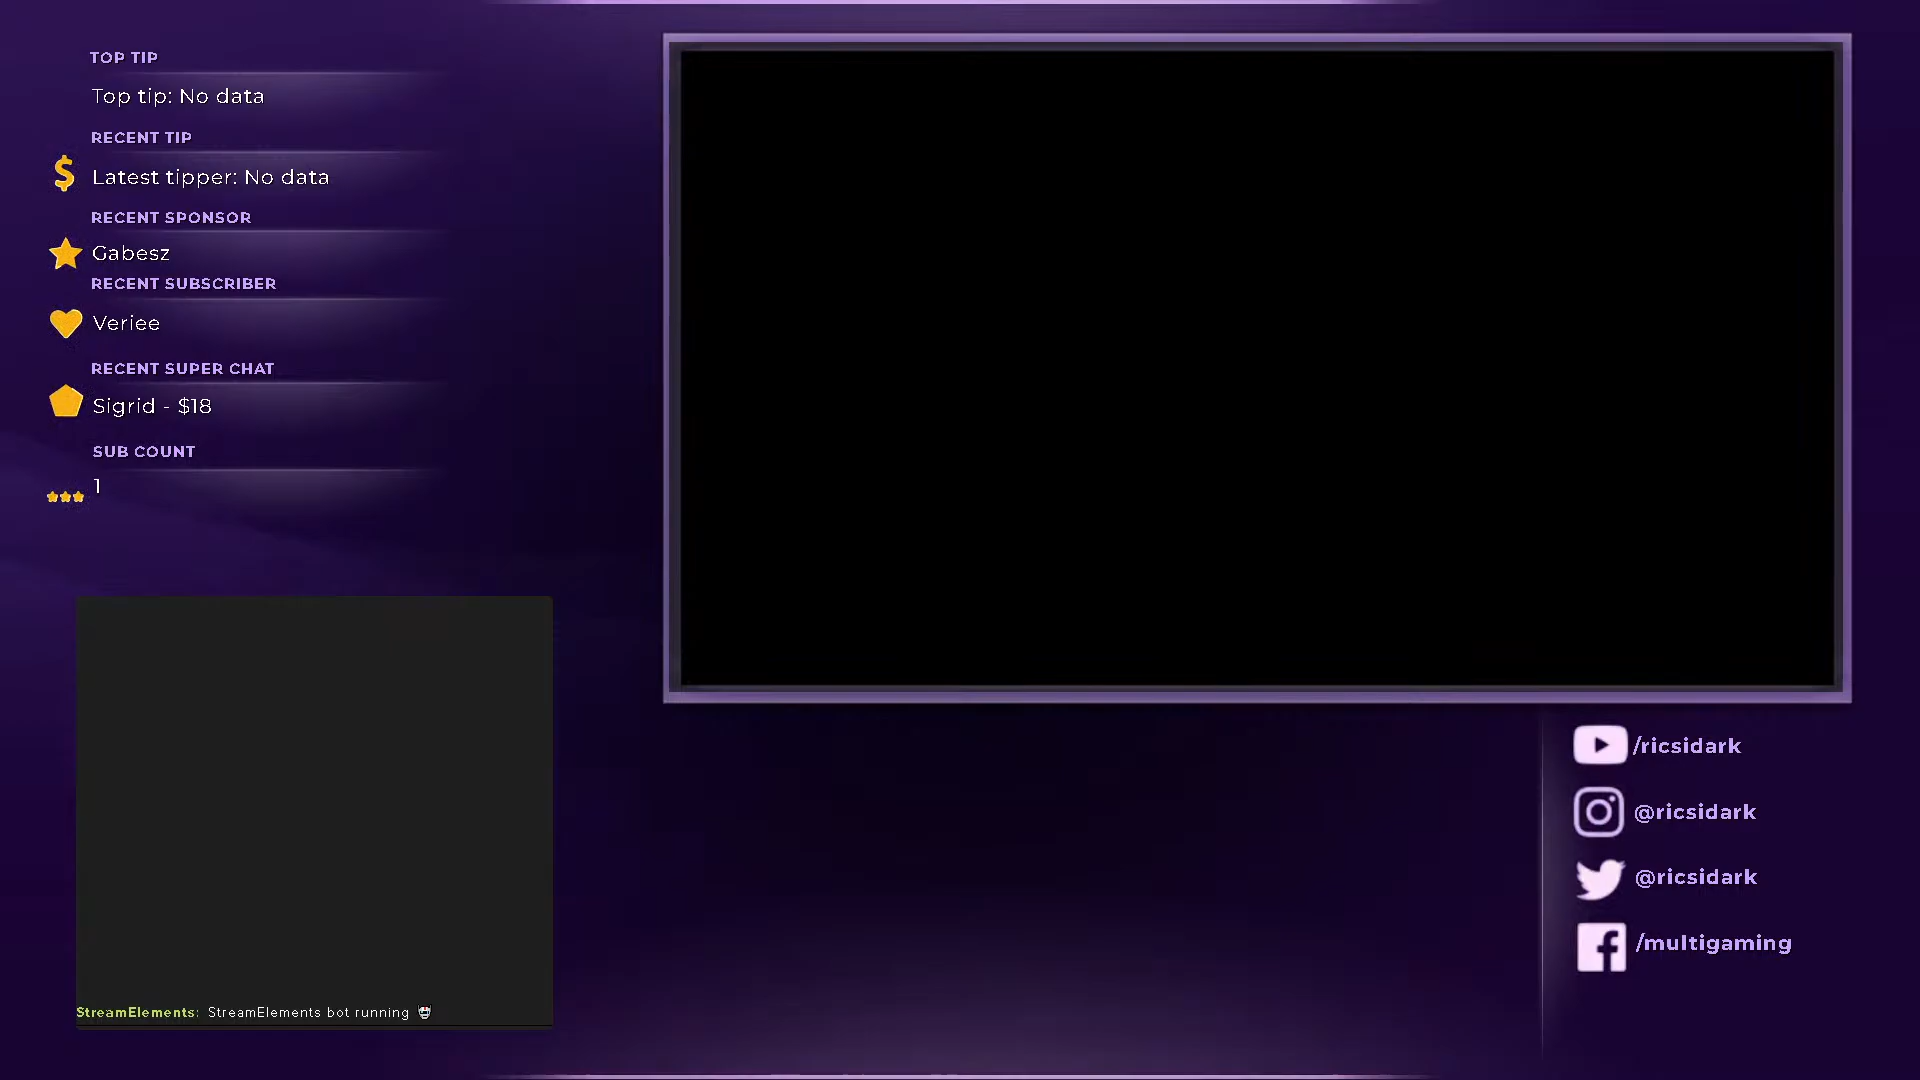 TOP TIP
Top tip: No data
RECENT TIP
Latest tipper: No data
RECENT SPONSOR
Gabesz
RECENT SUBSCRIBER
Veriee
RECENT SUPER CHAT
Sigrid - $18
SUB COUNT
1
StreamElements: StreamElements bot running
/ricsidark
@ricsidark
@ricsidark
/multigaming